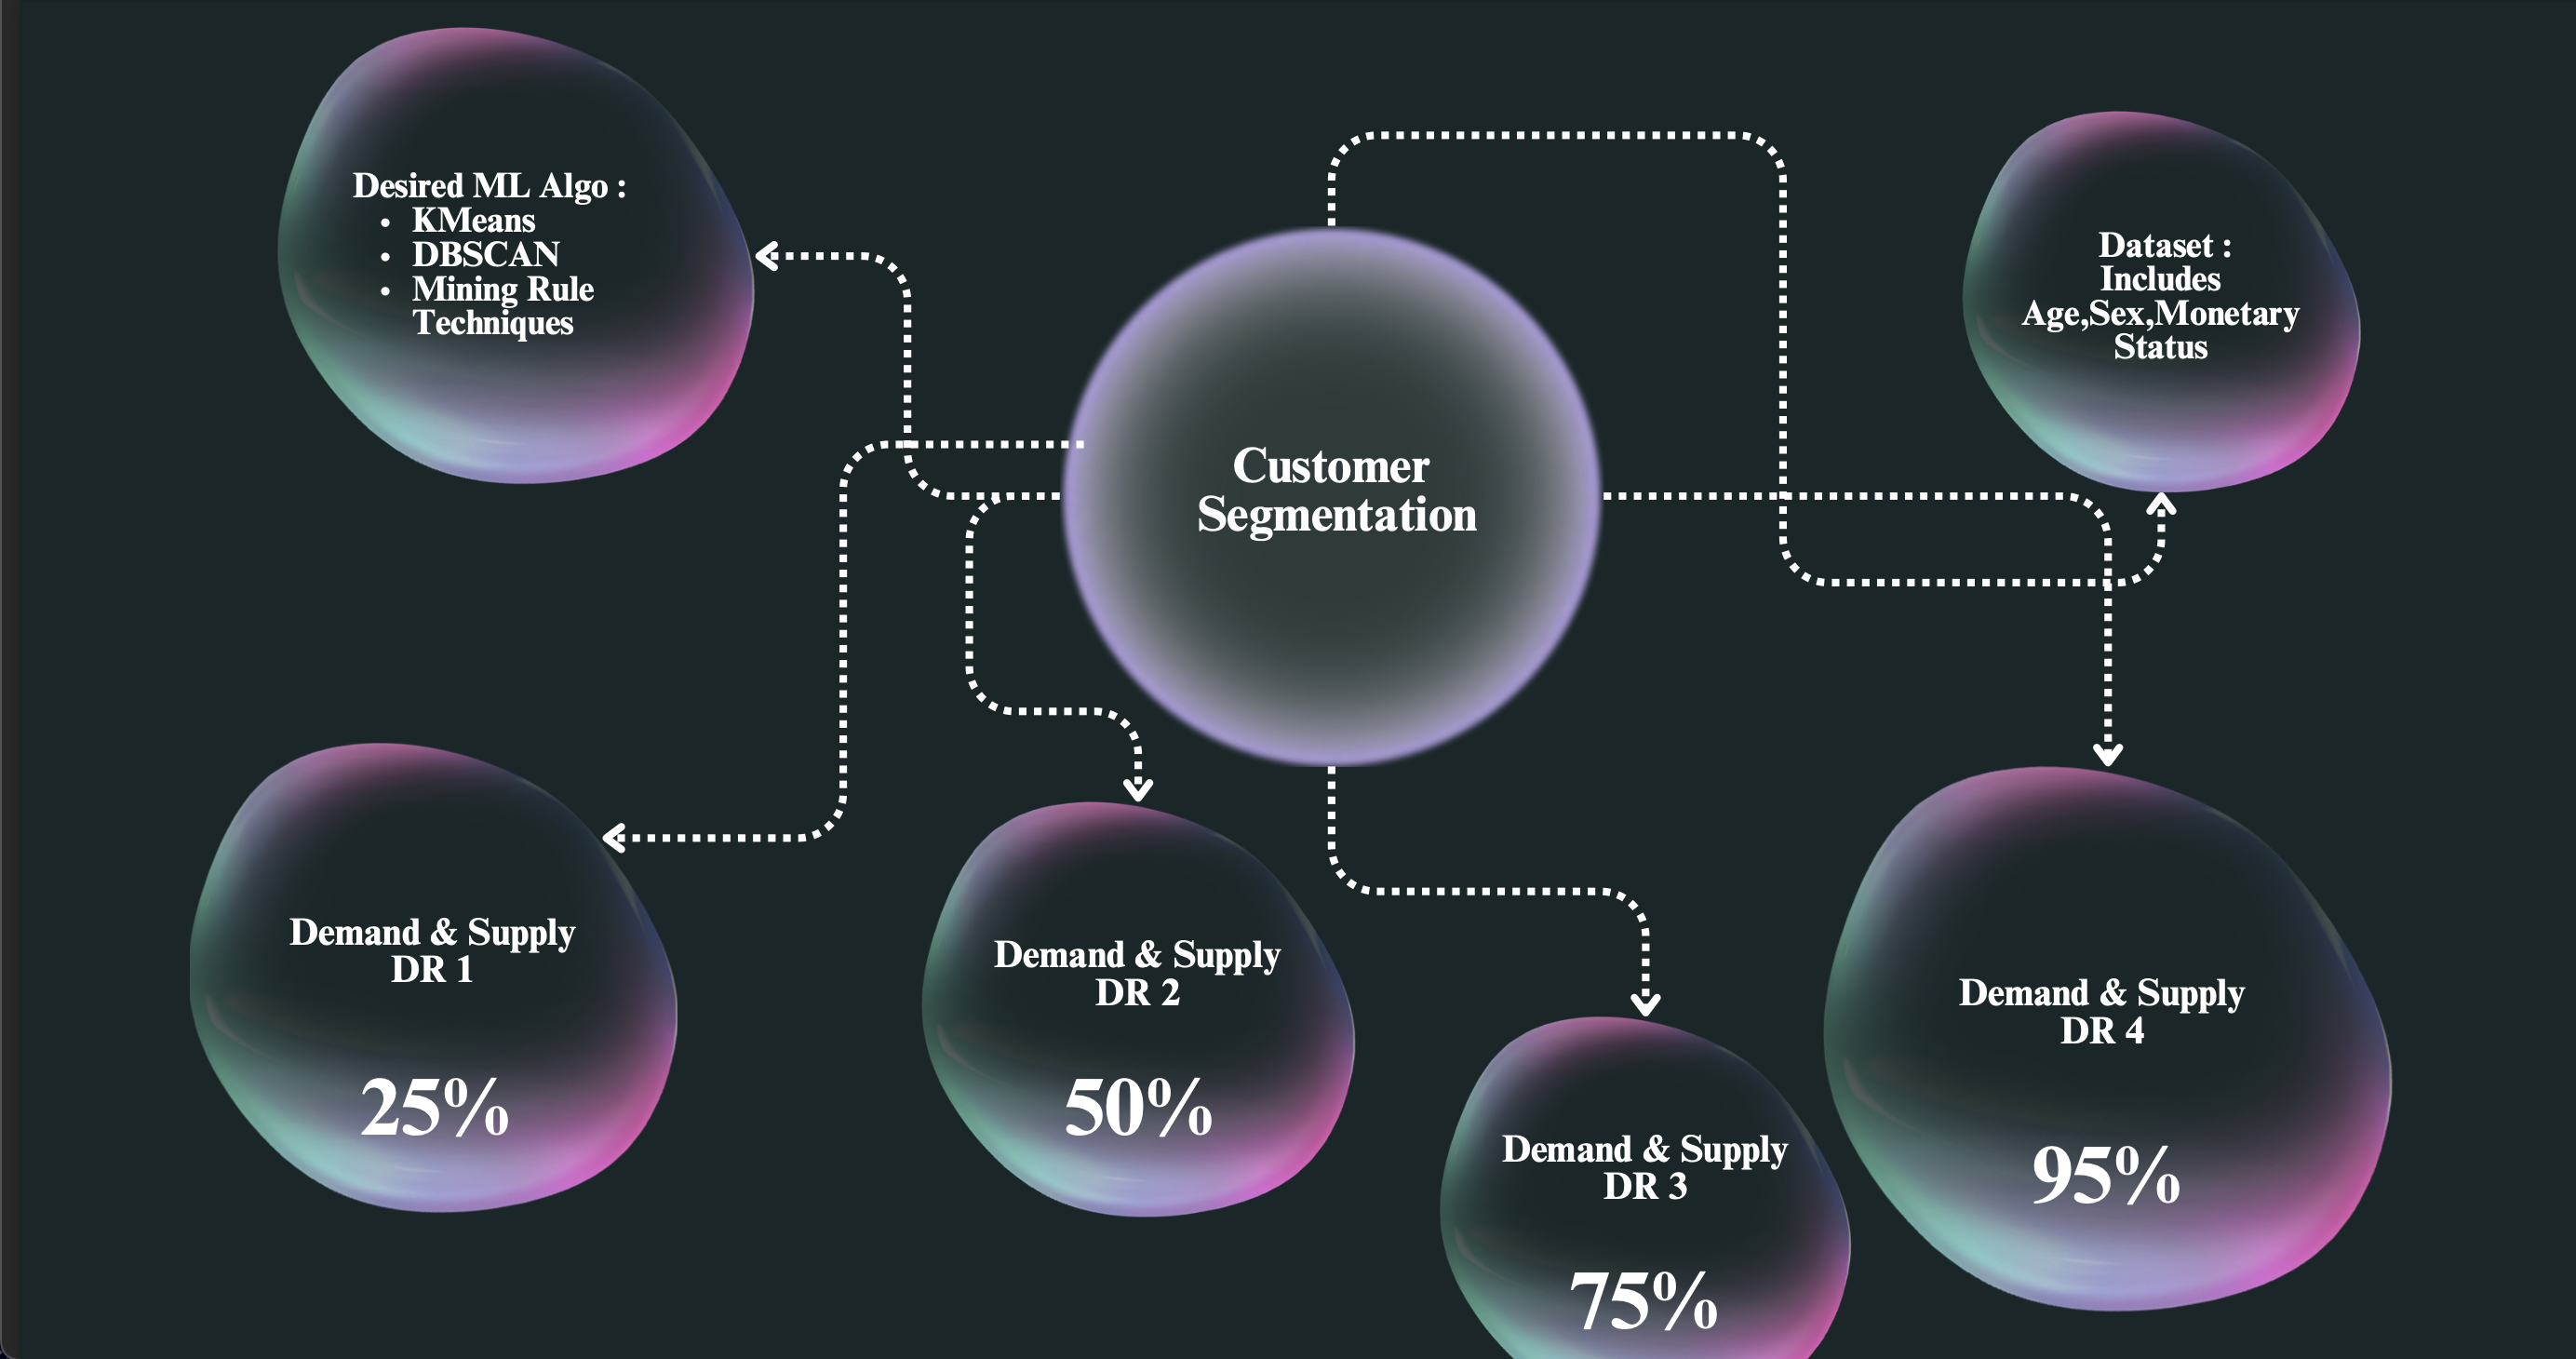 Desired ML Algo :
• KMeans
• DBSCAN
• Mining Rule
Techniques
Dataset :
Includes
Age,Sex,Monetary
Status
Customer
Segmentation
Demand & Supply
DR 1
25%
Demand & Supply
DR 2
50%
Demand & Supply
DR 3
75%
Demand & Supply
DR 4
95%